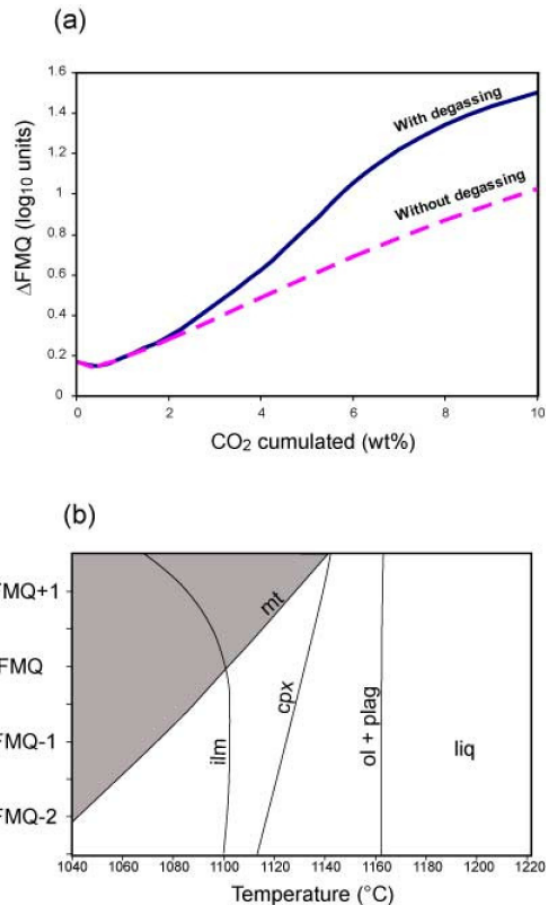 (a)
1.6
1.4
1.2
1
0.8
0.6
0.4
0.2
0
ΔFMQ (log10 units)
With degassing
Without degassing
0 2 4 6 8 10
CO2 cumulated (wt%)
(b)
FMQ+1
FMQ
FMQ-1
FMQ-2
mt
ilm
cpx
ol + plag
liq
1040 1060 1080 1100 1120 1140 1160 1180 1200 1220
Temperature (°C)